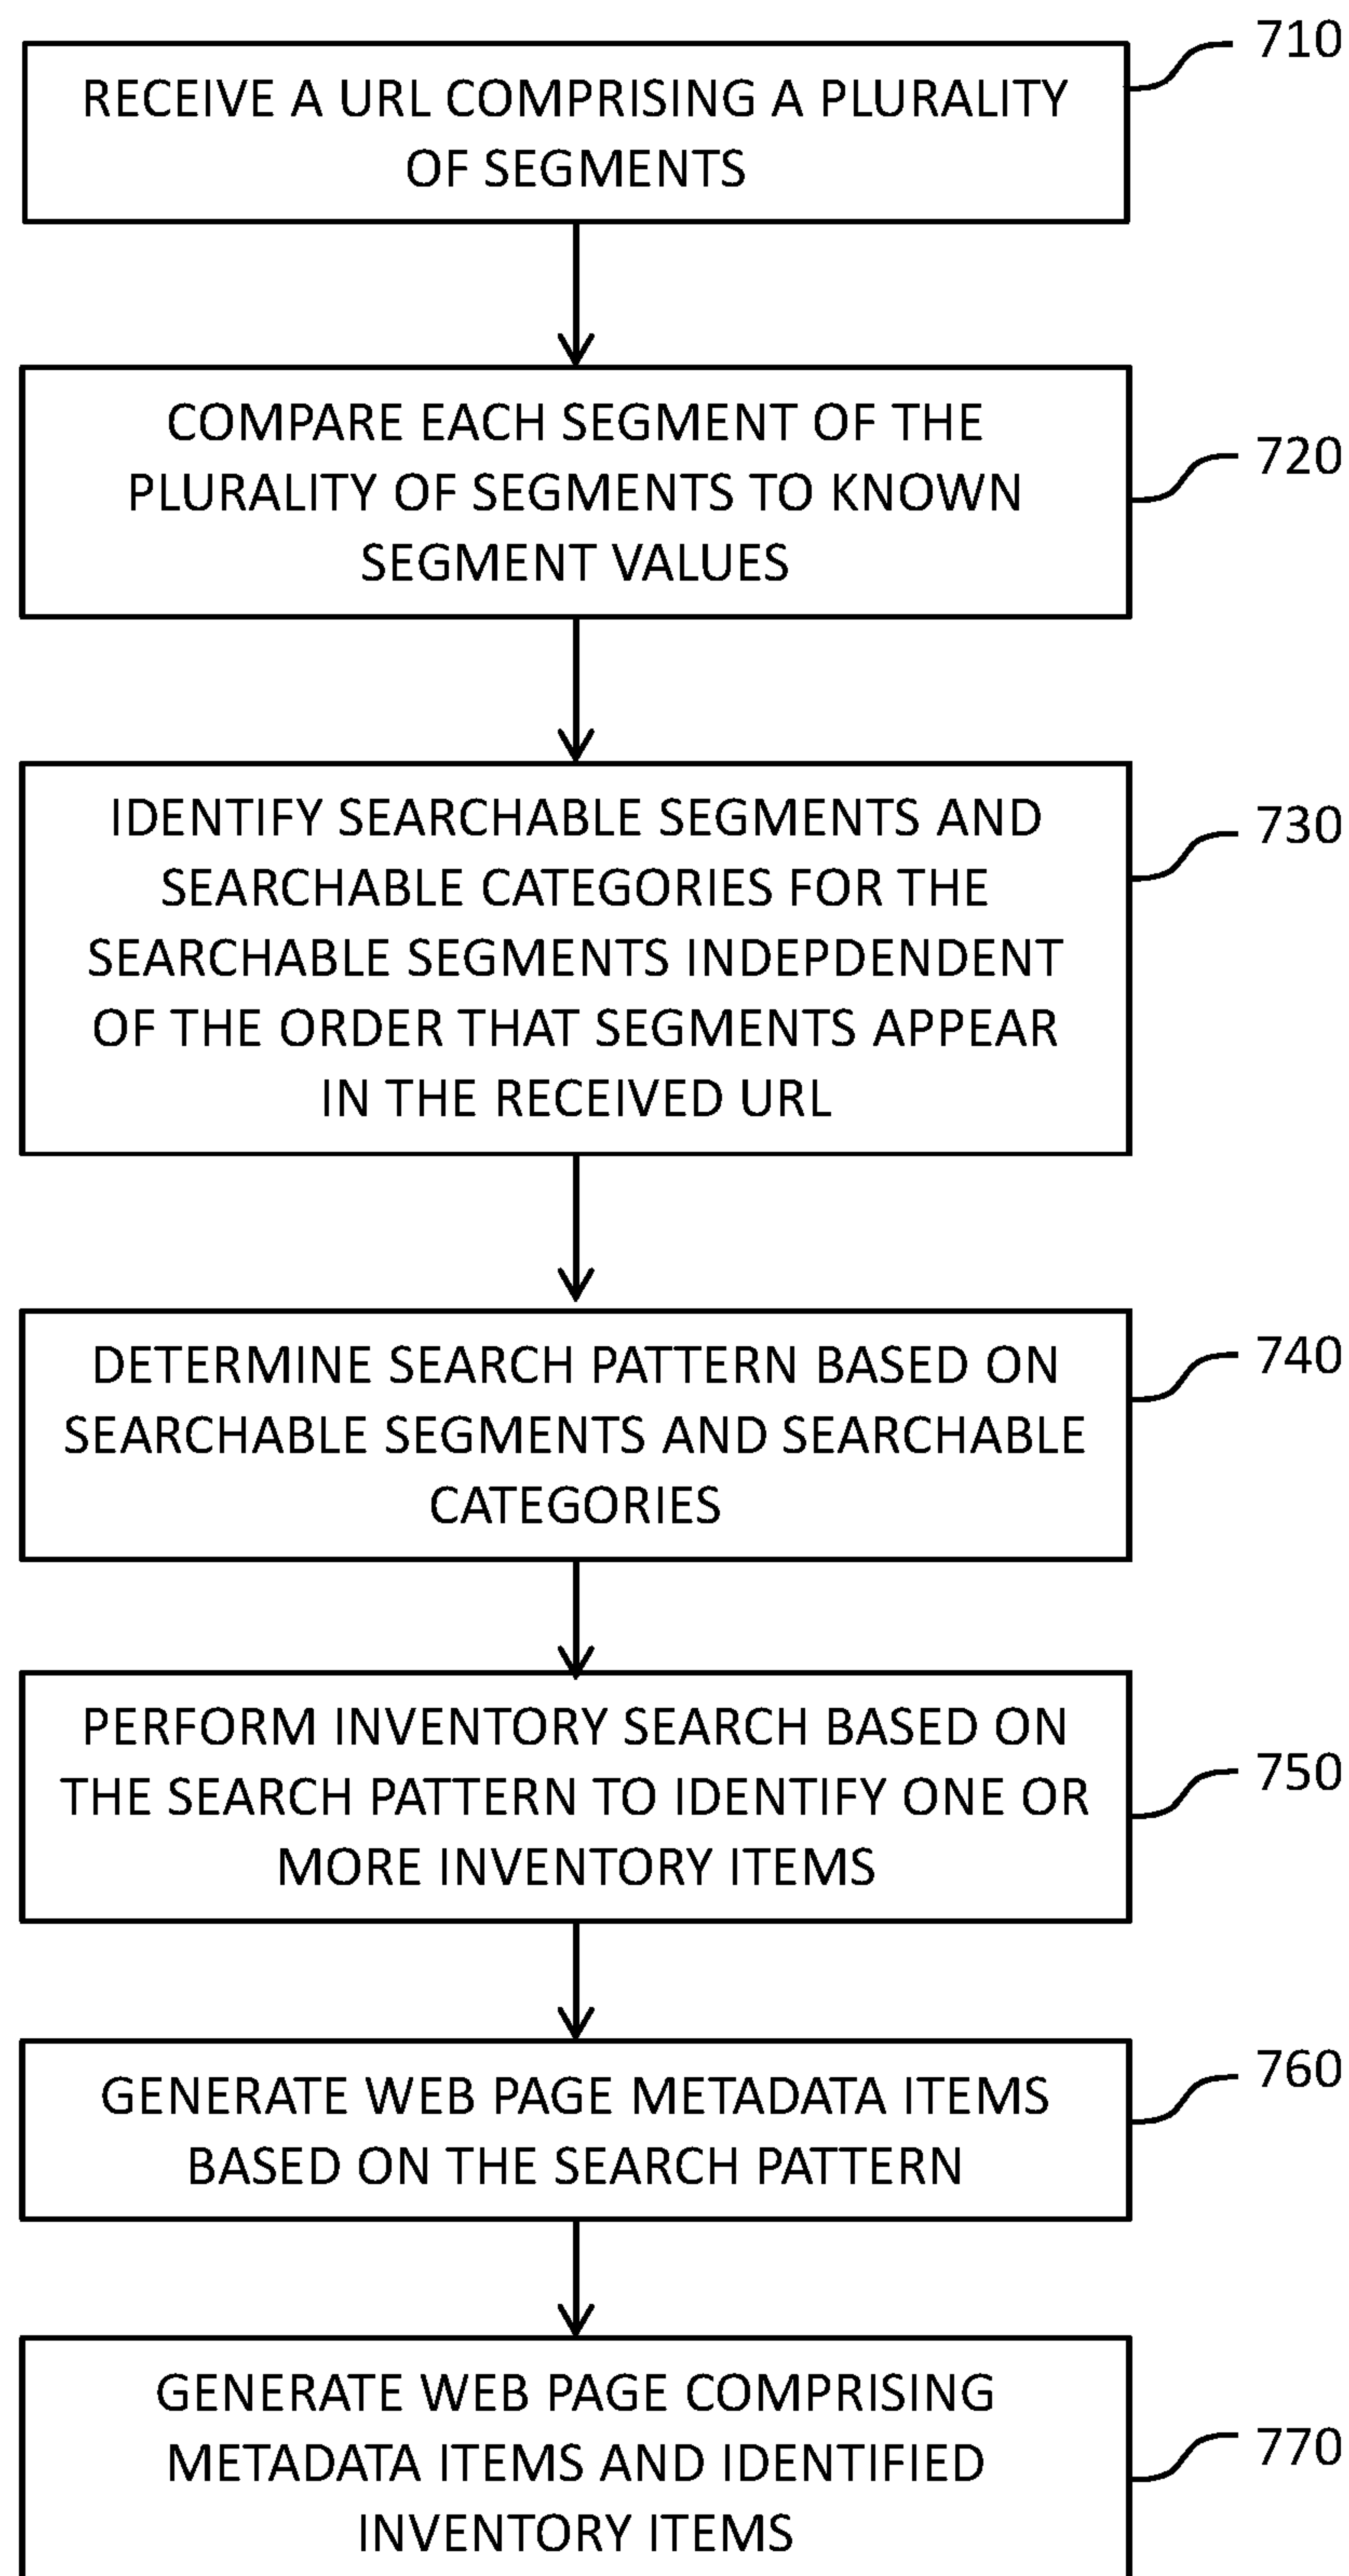 710
RECEIVE A URL COMPRISING A PLURALITY
OF SEGMENTS
COMPARE EACH SEGMENT OF THE
PLURALITY OF SEGMENTS TO KNOWN
SEGMENT VALUES
720
IDENTIFY SEARCHABLE SEGMENTS AND
SEARCHABLE CATEGORIES FOR THE
SEARCHABLE SEGMENTS INDEPDENDENT
OF THE ORDER THAT SEGMENTS APPEAR
IN THE RECEIVED URL
730
DETERMINE SEARCH PATTERN BASED ON
SEARCHABLE SEGMENTS AND SEARCHABLE
CATEGORIES
740
PERFORM INVENTORY SEARCH BASED ON
THE SEARCH PATTERN TO IDENTIFY ONE OR
MORE INVENTORY ITEMS
750
GENERATE WEB PAGE METADATA ITEMS
BASED ON THE SEARCH PATTERN
760
GENERATE WEB PAGE COMPRISING
METADATA ITEMS AND IDENTIFIED
INVENTORY ITEMS
770